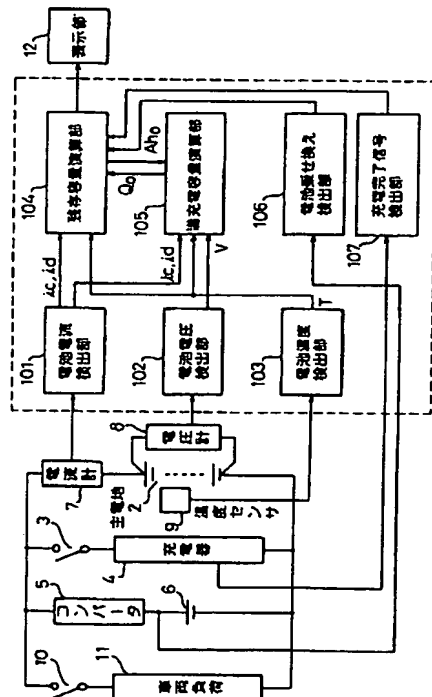 12
表示部
104
残存容量演算部
105
満充電容量演算部
Qo
Aho
106
電池乗せ換え
検出部
107
充電完了信号
検出部
ic,id
ic,id
V
T
101
電池電流
検出部
102
電池電圧
検出部
103
電池温度
検出部
電流計
7
電圧計
8
主電池
2
9
温度センサ
3
充電器
4
5
コンバータ
6
10
車両負荷
11